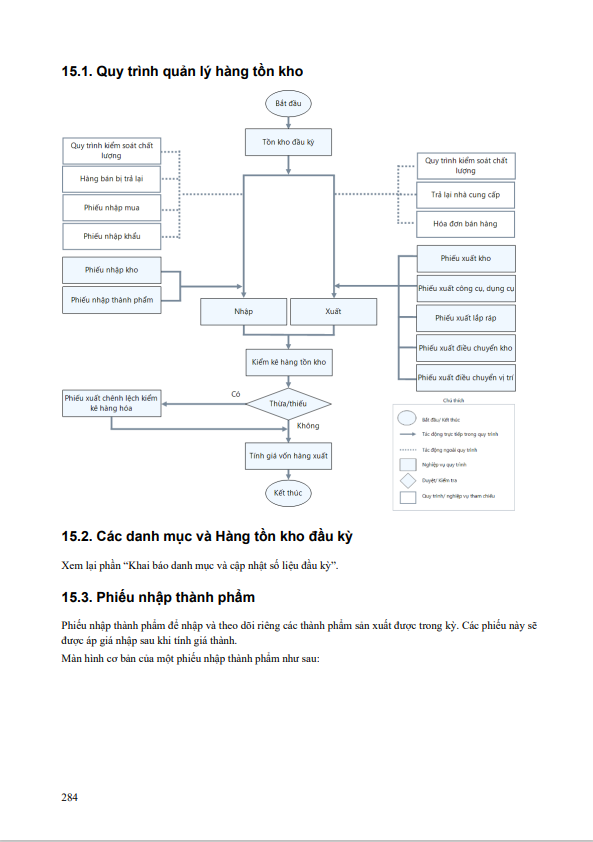 15.1. Quy trình quản lý hàng tồn kho
Bắt đầu
Tồn kho đầu kỳ
Quy trình kiểm soát chất
lượng
Hàng bán bị trả lại
Phiếu nhập mua
Phiếu nhập khẩu
Phiếu nhập kho
Phiếu nhập thành phẩm
Quy trình kiểm soát chất
lượng
Trả lại nhà cung cấp
Hóa đơn bán hàng
Phiếu xuất kho
Phiếu xuất công cụ, dụng cụ
Phiếu xuất lắp ráp
Phiếu xuất điều chuyển kho
Phiếu xuất điều chuyển vị trí
Nhập
Xuất
Kiểm kê hàng tồn kho
Có
Thừa/thiếu
Phiếu xuất chênh lệch kiểm
kê hàng hóa
Không
Tính giá vốn hàng xuất
Kết thúc
Chú thích
Bắt đầu/ Kết thúc
Tác động trực tiếp trong quy trình
Tác động ngoài quy trình
Nghiệp vụ quy trình
Duyệt/ Kiểm tra
Quy trình/ nghiệp vụ tham chiếu
15.2. Các danh mục và Hàng tồn kho đầu kỳ
Xem lại phần “Khai báo danh mục và cập nhật số liệu đầu kỳ”.
15.3. Phiếu nhập thành phẩm
Phiếu nhập thành phẩm để nhập và theo dõi riêng các thành phẩm sản xuất được trong kỳ. Các phiếu này sẽ
được áp giá nhập sau khi tính giá thành.
Màn hình cơ bản của một phiếu nhập thành phẩm như sau:
284